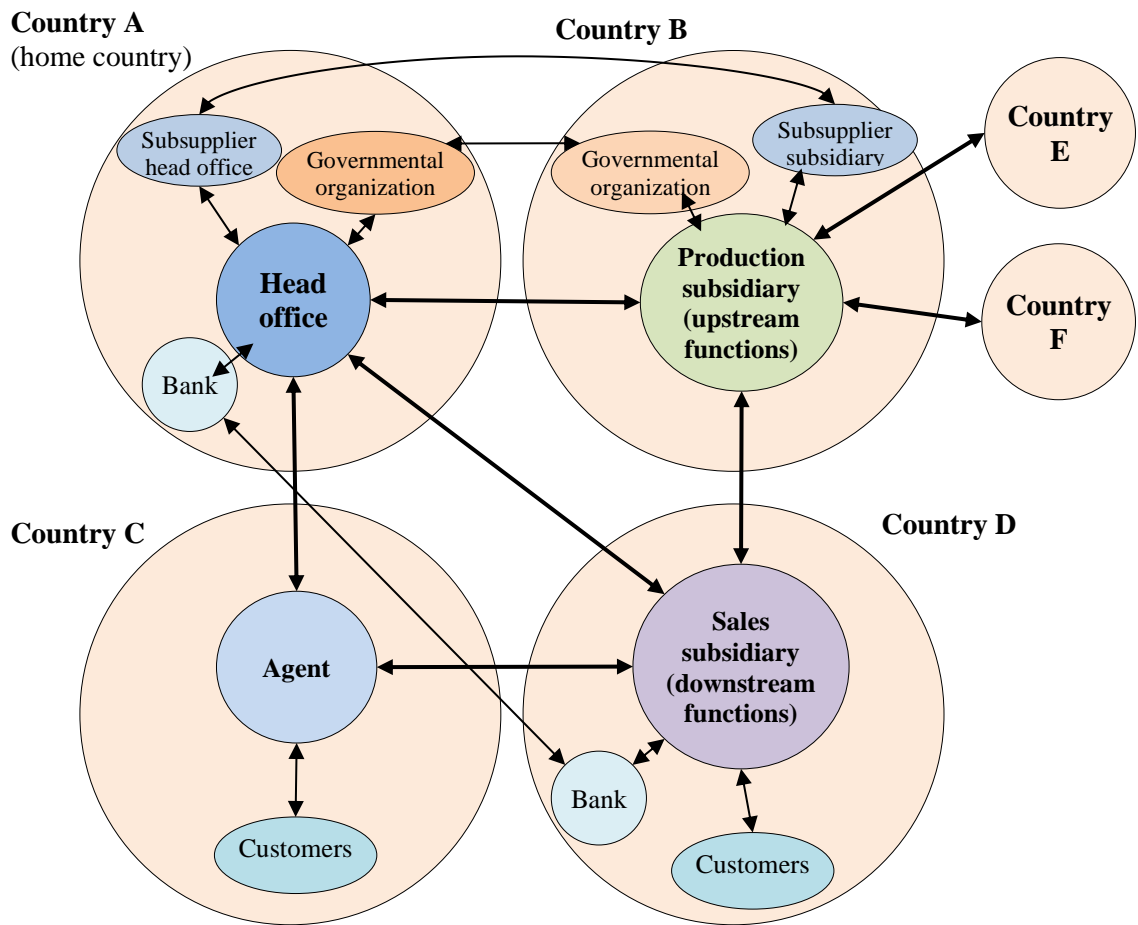 Country A
(home country)
Country B
Subsupplier
head office
Governmental
organization
Governmental
organization
Subsupplier
subsidiary
Country
E
Head
office
Production
subsidiary
(upstream
functions)
Country
F
Bank
Country C
Country D
Agent
Sales
subsidiary
(downstream
functions)
Bank
Customers
Customers